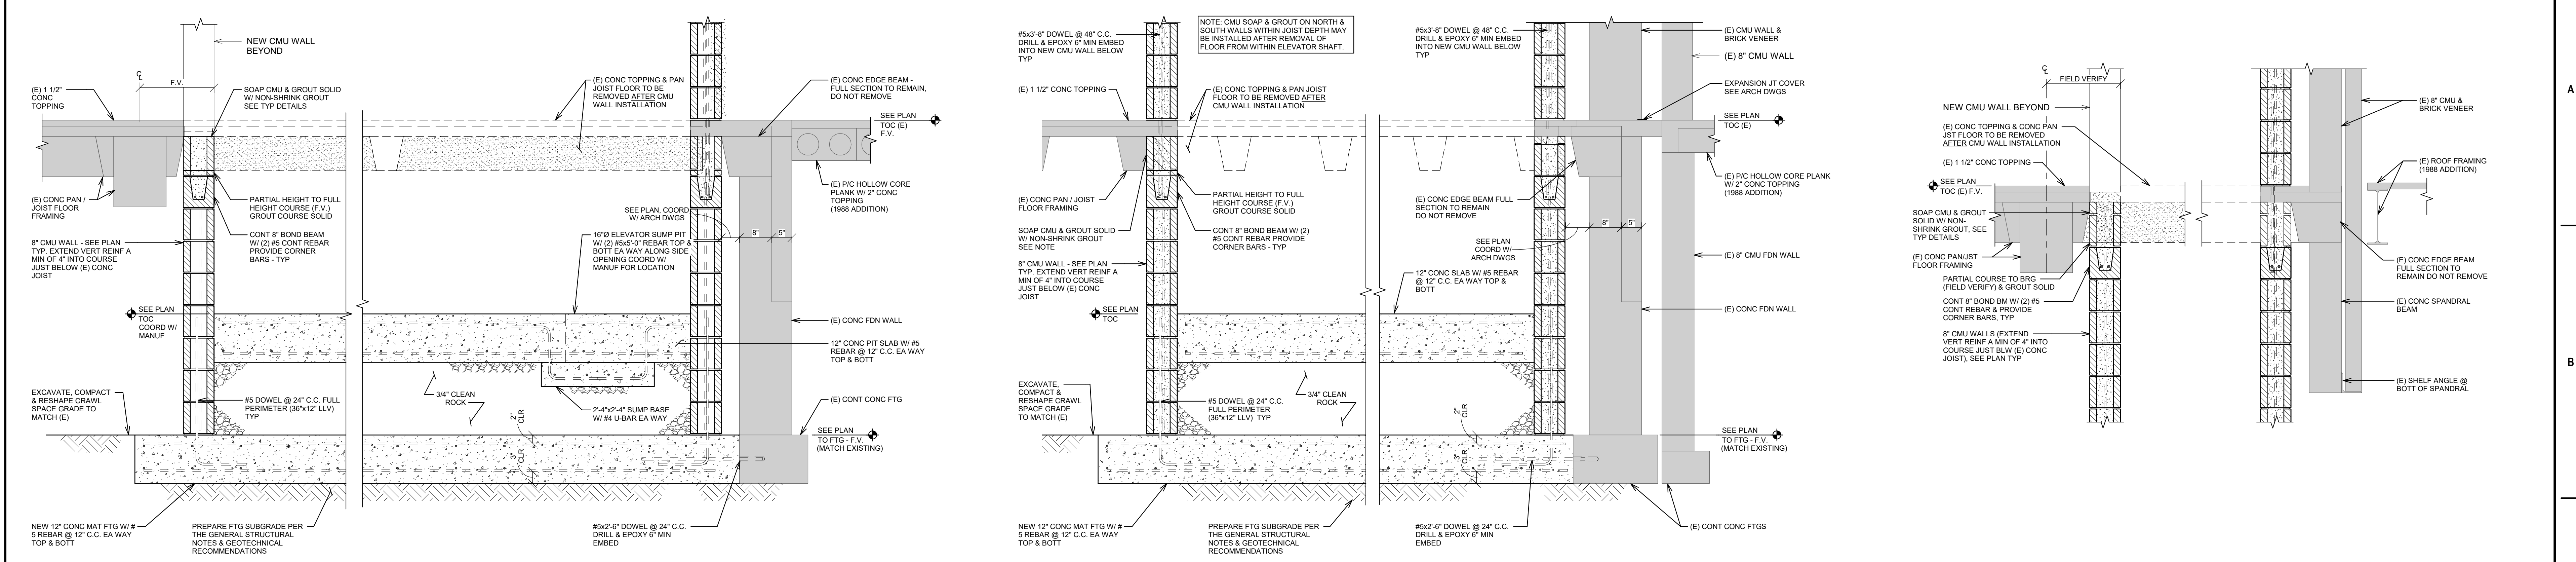 NEW CMU WALL
BEYOND
℄
F.V.
(E) 1 1/2"
CONC
TOPPING
SOAP CMU & GROUT SOLID
W/ NON-SHRINK GROUT
SEE TYP DETAILS
(E) CONC TOPPING & PAN
JOIST FLOOR TO BE
REMOVED AFTER CMU
WALL INSTALLATION
(E) CONC EDGE BEAM -
FULL SECTION TO REMAIN,
DO NOT REMOVE
SEE PLAN
TOC (E)
F.V.
(E) P/C HOLLOW CORE
PLANK W/ 2" CONC
TOPPING
(1988 ADDITION)
(E) CONC PAN /
JOIST FLOOR
FRAMING
PARTIAL HEIGHT TO FULL
HEIGHT COURSE (F.V.)
GROUT COURSE SOLID
SEE PLAN, COORD
W/ ARCH DWGS
8"
5"
CONT 8" BOND BEAM
W/ (2) #5 CONT REBAR
PROVIDE CORNER
BARS - TYP
16"Ø ELEVATOR SUMP PIT
W/ (2) #5x5'-0" REBAR TOP &
BOTT EA WAY ALONG SIDE
OPENING COORD W/
MANUF FOR LOCATION
8" CMU WALL - SEE PLAN
TYP. EXTEND VERT REINF A
MIN OF 4" INTO COURSE
JUST BELOW (E) CONC
JOIST
SEE PLAN
TOC
COORD W/
MANUF
(E) CONC FDN WALL
12" CONC PIT SLAB W/ #5
REBAR @ 12" C.C. EA WAY
TOP & BOTT
EXCAVATE, COMPACT
& RESHAPE CRAWL
SPACE GRADE TO
MATCH (E)
#5 DOWEL @ 24" C.C. FULL
PERIMETER (36"x12" LLV)
TYP
3/4" CLEAN
ROCK
2"
CLR
3"
CLR
2'-4"x2'-4" SUMP BASE
W/ #4 U-BAR EA WAY
(E) CONT CONC FTG
SEE PLAN
TO FTG - F.V.
(MATCH EXISTING)
NEW 12" CONC MAT FTG W/ #
5 REBAR @ 12" C.C. EA WAY
TOP & BOTT
PREPARE FTG SUBGRADE PER
THE GENERAL STRUCTURAL
NOTES & GEOTECHNICAL
RECOMMENDATIONS
#5x2'-6" DOWEL @ 24" C.C.
DRILL & EPOXY 6" MIN
EMBED
#5x3'-8" DOWEL @ 48" C.C.
DRILL & EPOXY 6" MIN EMBED
INTO NEW CMU WALL BELOW
TYP
NOTE: CMU SOAP & GROUT ON NORTH &
SOUTH WALLS WITHIN JOIST DEPTH MAY
BE INSTALLED AFTER REMOVAL OF
FLOOR FROM WITHIN ELEVATOR SHAFT.
#5x3'-8" DOWEL @ 48" C.C.
DRILL & EPOXY 6" MIN EMBED
INTO NEW CMU WALL BELOW
TYP
(E) CMU WALL &
BRICK VENEER
(E) 8" CMU WALL
(E) 1 1/2" CONC TOPPING
(E) CONC TOPPING & PAN JOIST
FLOOR TO BE REMOVED AFTER
CMU WALL INSTALLATION
EXPANSION JT COVER
SEE ARCH DWGS
SEE PLAN
TOC (E)
(E) P/C HOLLOW CORE PLANK
W/ 2" CONC TOPPING
(1988 ADDITION)
(E) CONC PAN / JOIST
FLOOR FRAMING
PARTIAL HEIGHT TO FULL
HEIGHT COURSE (F.V.)
GROUT COURSE SOLID
(E) CONC EDGE BEAM FULL
SECTION TO REMAIN
DO NOT REMOVE
8"
5"
SOAP CMU & GROUT SOLID
W/ NON-SHRINK GROUT
SEE NOTE
CONT 8" BOND BEAM W/ (2)
#5 CONT REBAR PROVIDE
CORNER BARS - TYP
SEE PLAN
COORD W/
ARCH DWGS
(E) 8" CMU FDN WALL
8" CMU WALL - SEE PLAN
TYP. EXTEND VERT REINF A
MIN OF 4" INTO COURSE
JUST BELOW (E) CONC
JOIST
12" CONC SLAB W/ #5 REBAR
@ 12" C.C. EA WAY TOP &
BOTT
SEE PLAN
TOC
(E) CONC FDN WALL
EXCAVATE,
COMPACT &
RESHAPE CRAWL
SPACE GRADE
TO MATCH (E)
#5 DOWEL @ 24" C.C.
FULL PERIMETER
(36"x12" LLV) TYP
3/4" CLEAN
ROCK
2"
CLR
3"
CLR
SEE PLAN
TO FTG - F.V.
(MATCH EXISTING)
NEW 12" CONC MAT FTG W/ #
5 REBAR @ 12" C.C. EA WAY
TOP & BOTT
PREPARE FTG SUBGRADE PER
THE GENERAL STRUCTURAL
NOTES & GEOTECHNICAL
RECOMMENDATIONS
#5x2'-6" DOWEL @ 24" C.C.
DRILL & EPOXY 6" MIN
EMBED
(E) CONT CONC FTGS
℄
FIELD VERIFY
NEW CMU WALL BEYOND
(E) CONC TOPPING & CONC PAN
JST FLOOR TO BE REMOVED
AFTER CMU WALL INSTALLATION
(E) 1 1/2" CONC TOPPING
SEE PLAN
TOC (E) F.V.
SOAP CMU & GROUT
SOLID W/ NON-
SHRINK GROUT, SEE
TYP DETAILS
(E) CONC PAN/JST
FLOOR FRAMING
PARTIAL COURSE TO BRG
(FIELD VERIFY) & GROUT SOLID
CONT 8" BOND BM W/ (2) #5
CONT REBAR & PROVIDE
CORNER BARS, TYP
8" CMU WALLS (EXTEND
VERT REINF A MIN OF 4" INTO
COURSE JUST BLW (E) CONC
JOIST), SEE PLAN TYP
(E) 8" CMU &
BRICK VENEER
(E) ROOF FRAMING
(1988 ADDITION)
(E) CONC EDGE BEAM
FULL SECTION TO
REMAIN DO NOT REMOVE
(E) CONC SPANDRAL
BEAM
(E) SHELF ANGLE @
BOTT OF SPANDRAL
A
B